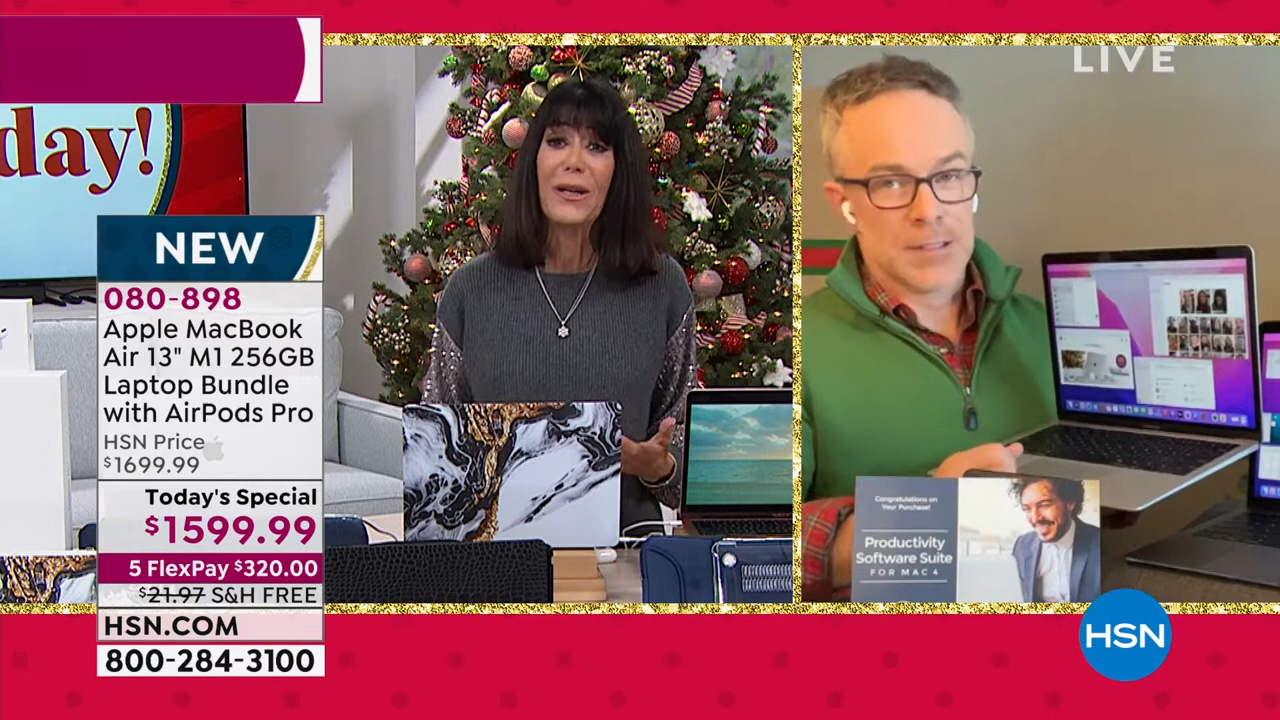 LIVE
day!
NEW
080-898
Apple MacBook
Air 13" M1 256GB
Laptop Bundle
with AirPods Pro
HSN Price
$1699.99
Today's Special
$1599.99
5 FlexPay $320.00
$21.97 S&H FREE
HSN.COM
800-284-3100
Congratulations on
Your Purchase!
Productivity
Software Suite
FOR MAC 4
HSN